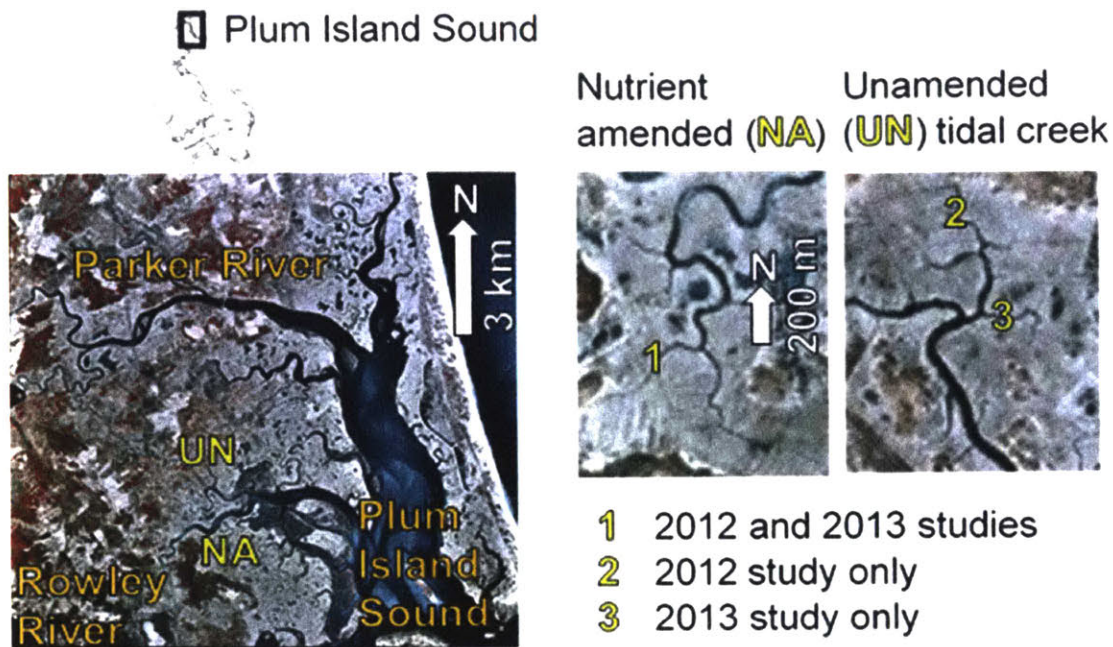 Plum Island Sound
Nutrient
amended (NA)
Unamended
(UN) tidal creek
N
3 km
Parker River
UN
NA
Plum
Island
Sound
Rowley
River
1
N
200 m
2
3
1 2012 and 2013 studies
2 2012 study only
3 2013 study only